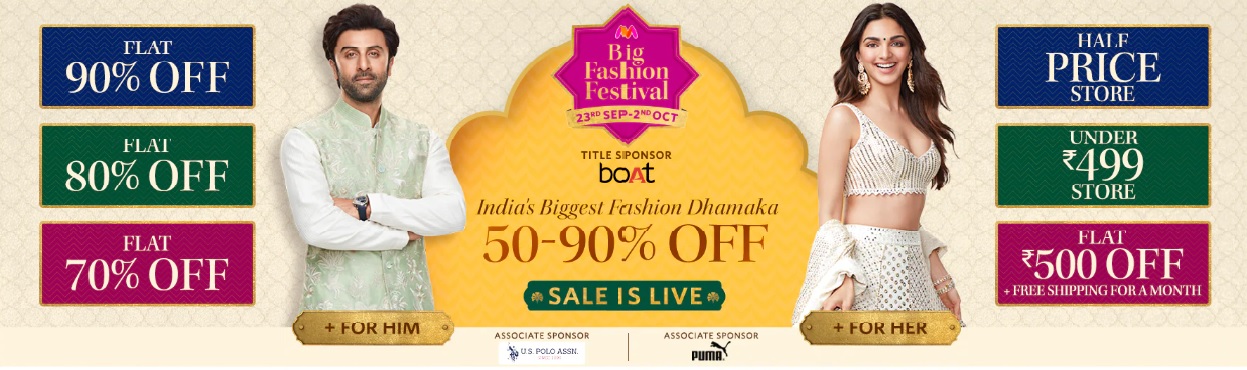 FLAT
90% OFF
FLAT
80% OFF
FLAT
70% OFF
+ FOR HIM
Big
Fashion
Festival
23RD SEP-2ND OCT
TITLE SPONSOR
boAt
India's Biggest Fashion Dhamaka
50-90% OFF
SALE IS LIVE
ASSOCIATE SPONSOR
U.S. POLO ASSN.
ASSOCIATE SPONSOR
PUMA
+ FOR HER
HALF
PRICE
STORE
UNDER
₹499
STORE
FLAT
₹500 OFF
+ FREE SHIPPING FOR A MONTH